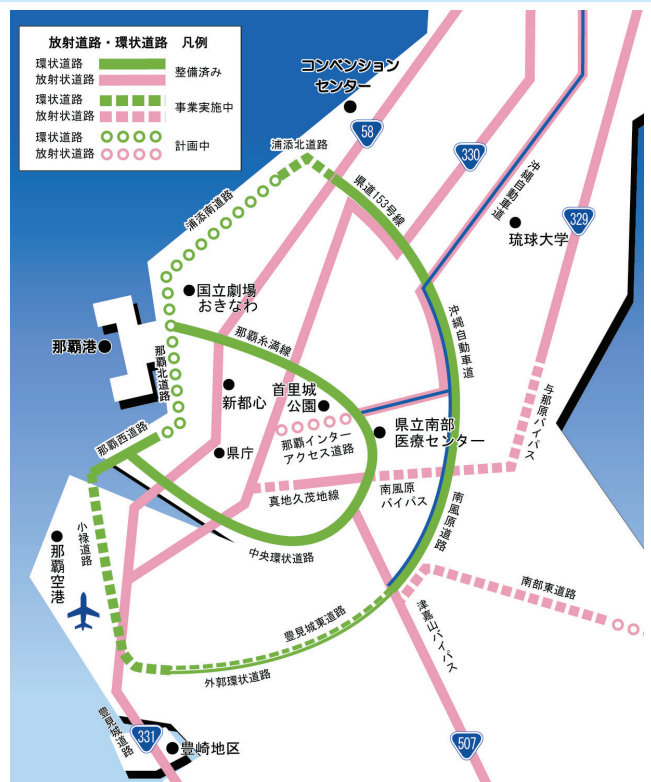 放射道路・環状道路 凡例
環状道路
放射状道路
整備済み
環状道路
放射状道路
事業実施中
環状道路
放射状道路
計画中
コンベンション
センター
58
浦添北道路
330
県道153号線
沖縄自動車道
329
琉球大学
浦添南道路
国立劇場
おきなわ
那覇港
那覇北道路
那覇糸満線
沖縄自動車道
新都心
首里城
公園
県立南部
医療センター
那覇インター
アクセス道路
与那原バイパス
那覇西道路
県庁
真地久茂地線
南風原
バイパス
南風原道路
小禄道路
那覇空港
中央環状道路
南部東道路
豊見城東道路
津嘉山バイパス
外郭環状道路
豊見城道路
331
豊崎地区
507